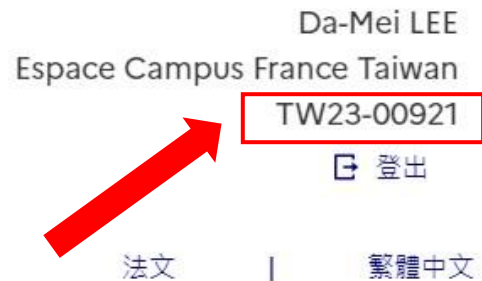 Da-Mei LEE
Espace Campus France Taiwan
TW23-00921
登出
法文 | 繁體中文